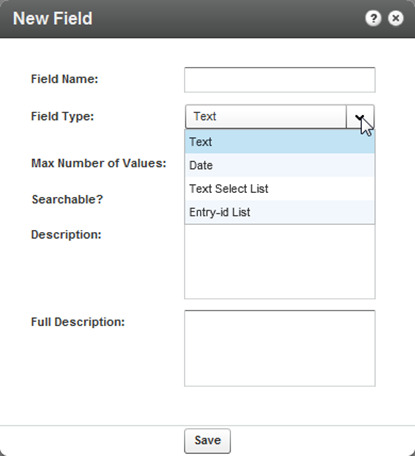 New Field
?
Field Name:
Field Type:
Text
Text
Date
Max Number of Values:
Text Select List
Searchable?
Entry-id List
Description:
Full Description:
Save